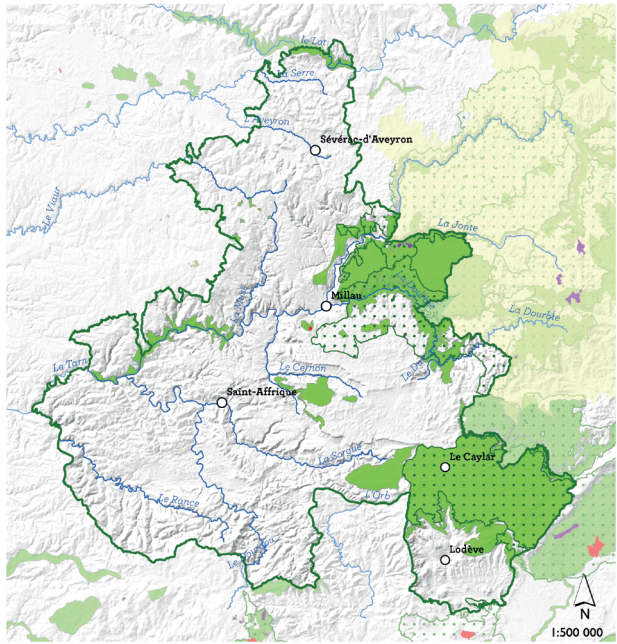 le Lot
La Serre
L'Aveyron
Sévérac-d'Aveyron
Le Viaur
La Jonte
Millau
La Dourbie
Le Tarn
Le Cernon
Saint-Affrique
La Sorgue
Le Caylar
L'Orb
Le Rance
Lodève
N
1:500 000